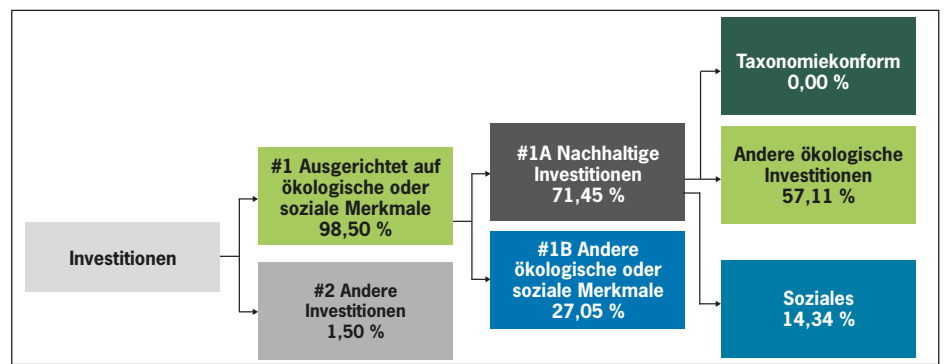 Investitionen
#1 Ausgerichtet auf
ökologische oder
soziale Merkmale
98,50 %
#2 Andere
Investitionen
1,50 %
#1A Nachhaltige
Investitionen
71,45 %
#1B Andere
ökologische oder
soziale Merkmale
27,05 %
Taxonomiekonform
0,00 %
Andere ökologische
Investitionen
57,11 %
Soziales
14,34 %